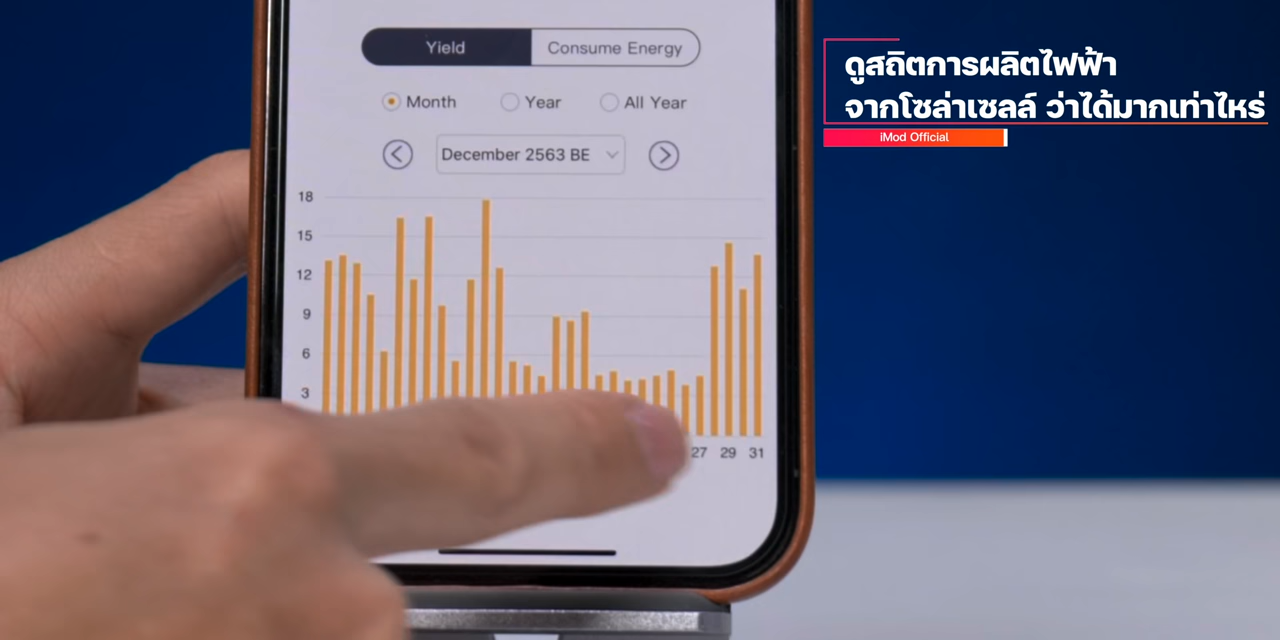 Yield Consume Energy
Month Year All Year
December 2563 BE
18
15
12
9
6
3
27 29 31
ดูสถิตการผลิตไฟฟ้า
จากโซล่าเซลล์ ว่าได้มากเท่าไหร่
iMod Official